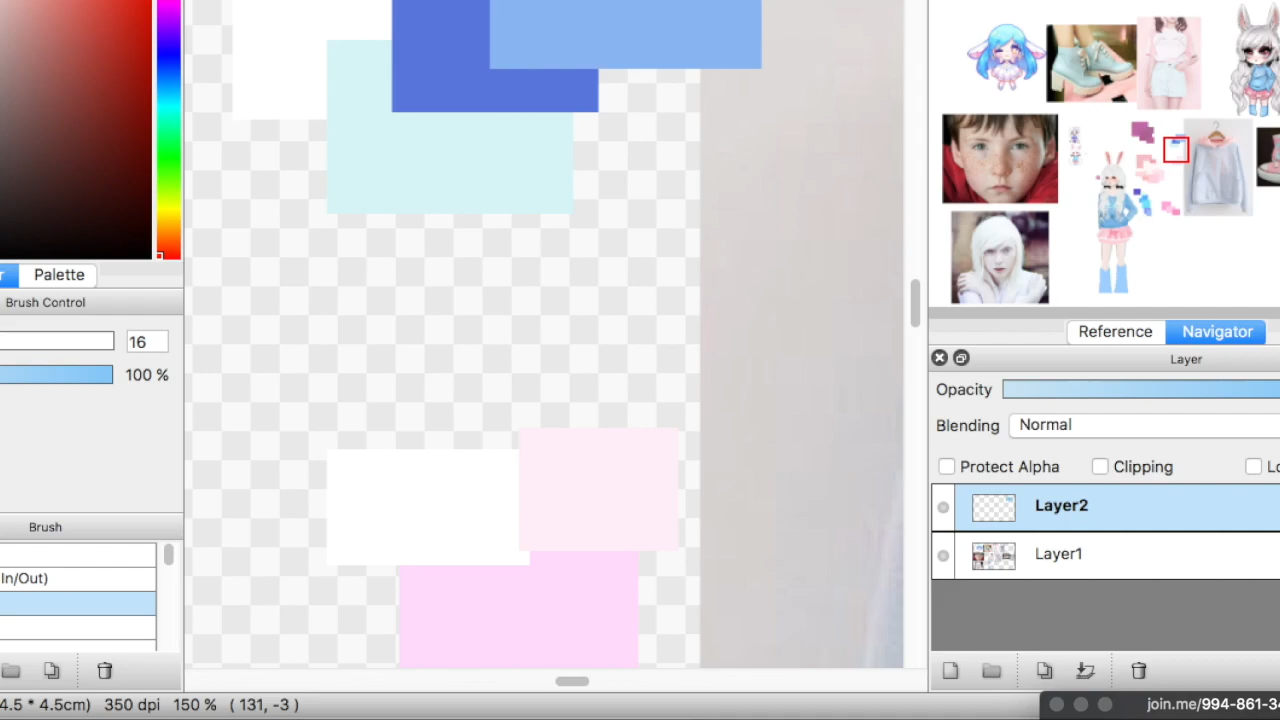 r Palette
Brush Control
16
100 %
Brush
In/Out)
4.5 * 4.5cm) 350 dpi 150 % ( 131, -3 )
Reference Navigator
Layer
Opacity
Blending Normal
Protect Alpha Clipping Lo
Layer2
Layer1
join.me/994-861-34